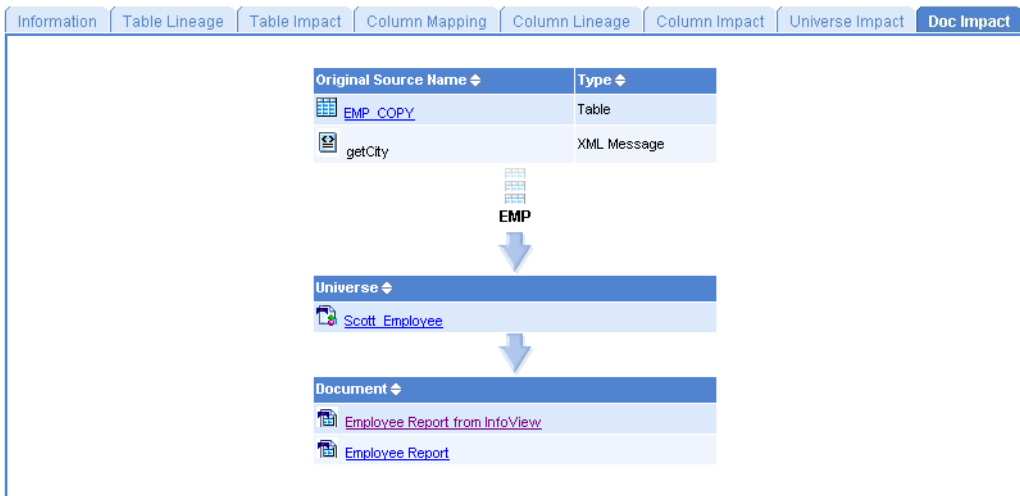 Information Table Lineage Table Impact Column Mapping Column Lineage Column Impact Universe Impact Doc Impact
Original Source Name Type
EMP_COPY Table
getCity XML Message
EMP
Universe
Scott_Employee
Document
Employee Report from InfoView
Employee Report